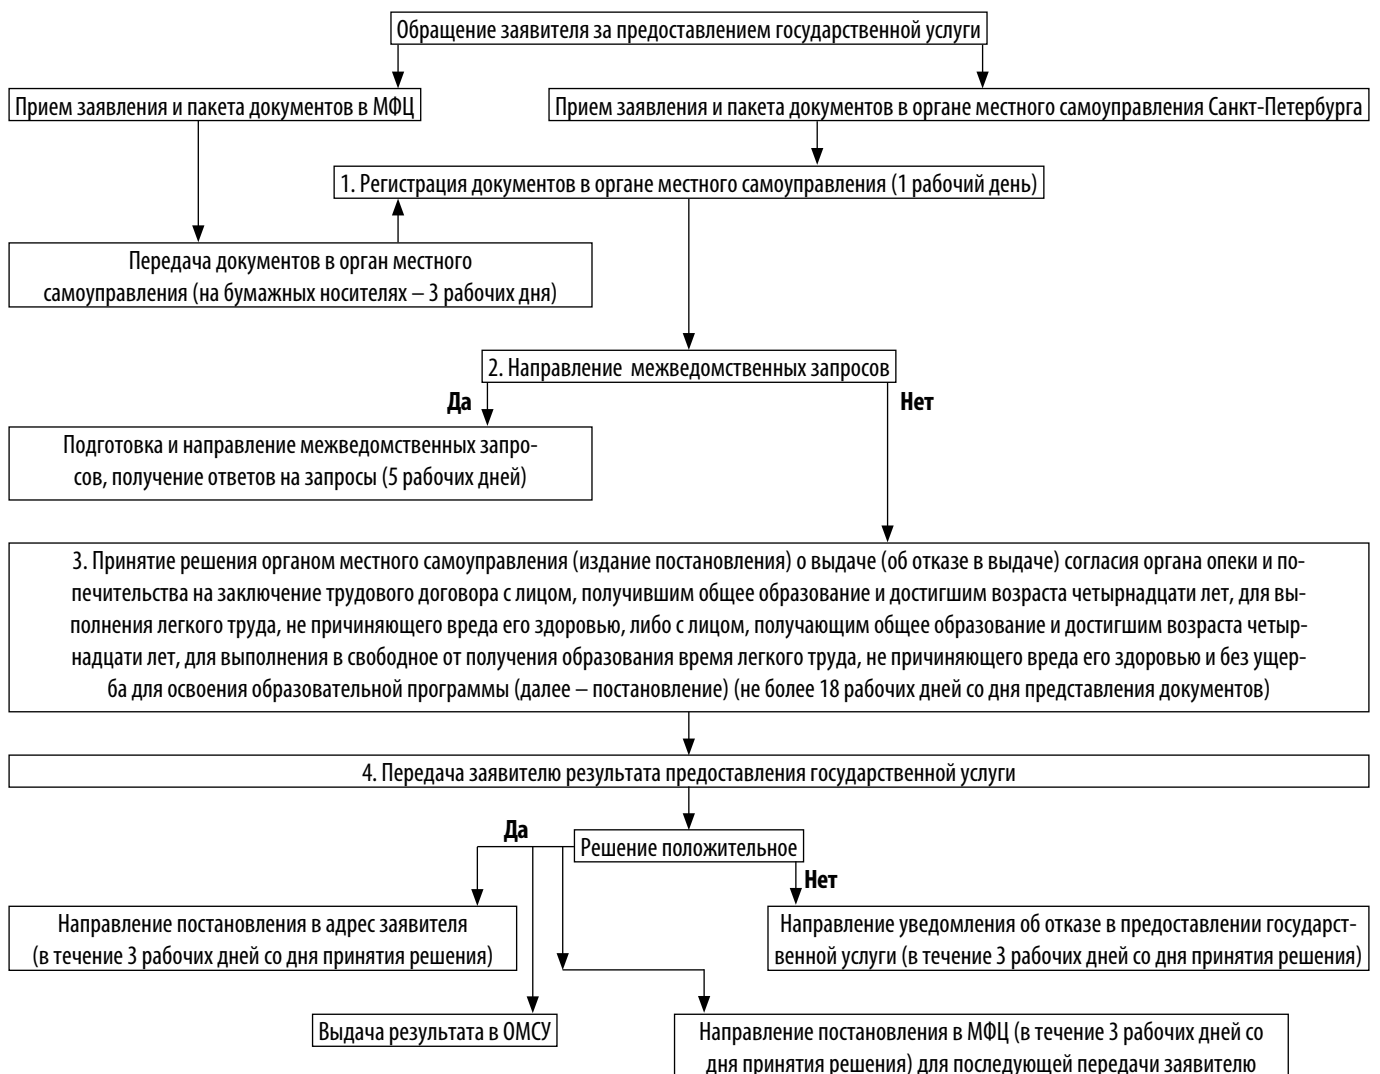 Обращение заявителя за предоставлением государственной услуги
Прием заявления и пакета документов в МФЦ
Прием заявления и пакета документов в органе местного самоуправления Санкт-Петербурга
1. Регистрация документов в органе местного самоуправления (1 рабочий день)
Передача документов в орган местного
самоуправления (на бумажных носителях – 3 рабочих дня)
2. Направление межведомственных запросов
Да
Нет
Подготовка и направление межведомственных запро-
сов, получение ответов на запросы (5 рабочих дней)
3. Принятие решения органом местного самоуправления (издание постановления) о выдаче (об отказе в выдаче) согласия органа опеки и по-
печительства на заключение трудового договора с лицом, получившим общее образование и достигшим возраста четырнадцати лет, для вы-
полнения легкого труда, не причиняющего вреда его здоровью, либо с лицом, получающим общее образование и достигшим возраста четыр-
надцати лет, для выполнения в свободное от получения образования время легкого труда, не причиняющего вреда его здоровью и без ущер-
ба для освоения образовательной программы (далее – постановление) (не более 18 рабочих дней со дня представления документов)
4. Передача заявителю результата предоставления государственной услуги
Да
Решение положительное
Нет
Направление постановления в адрес заявителя
(в течение 3 рабочих дней со дня принятия решения)
Направление уведомления об отказе в предоставлении государст-
венной услуги (в течение 3 рабочих дней со дня принятия решения)
Выдача результата в ОМСУ
Направление постановления в МФЦ (в течение 3 рабочих дней со
дня принятия решения) для последующей передачи заявителю